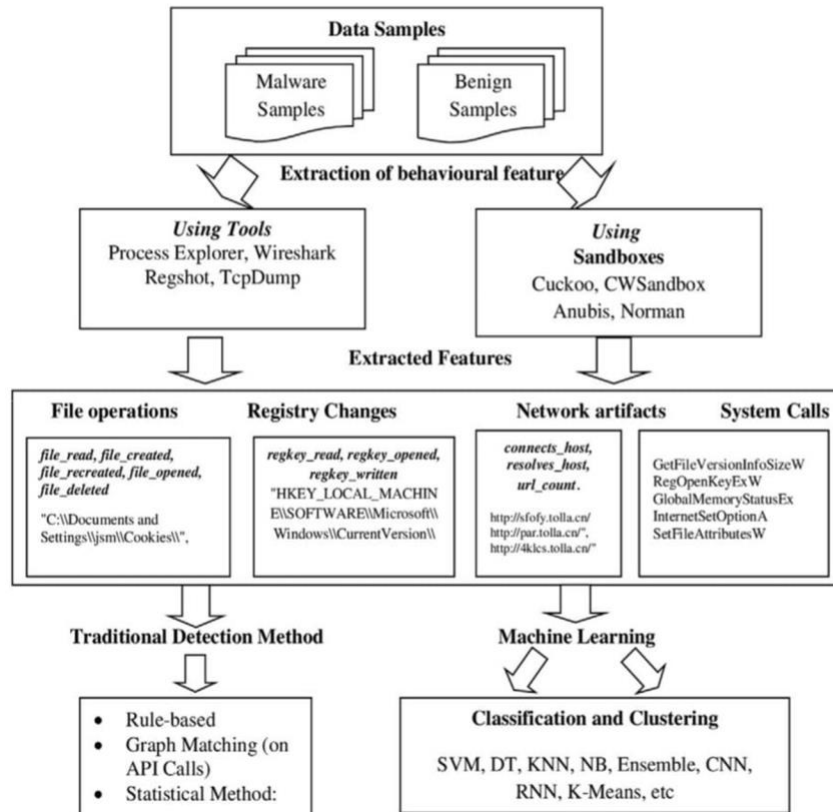 Data Samples
Malware
Samples
Benign
Samples
Extraction of behavioural feature
Using Tools
Process Explorer, Wireshark
Regshot, TcpDump
Using
Sandboxes
Cuckoo, CWSandbox
Anubis, Norman
Extracted Features
File operations
file_read, file_created,
file_recreated, file_opened,
file_deleted
"C:\\Documents and
Settings\\jsm\\Cookies\\",
Registry Changes
regkey_read, regkey_opened,
regkey_written
"HKEY_LOCAL_MACHIN
E\\SOFTWARE\\Microsoft\\
Windows\\CurrentVersion\\
Network artifacts
connects_host,
resolves_host,
url_count.
http://sfofy.tolla.cn/
http://par.tolla.cn/",
http://4klcs.tolla.cn/"
System Calls
GetFileVersionInfoSizeW
RegOpenKeyExW
GlobalMemoryStatusEx
InternetSetOptionA
SetFileAttributesW
Traditional Detection Method
Machine Learning
• Rule-based
• Graph Matching (on
API Calls)
• Statistical Method:
Classification and Clustering
SVM, DT, KNN, NB, Ensemble, CNN,
RNN, K-Means, etc